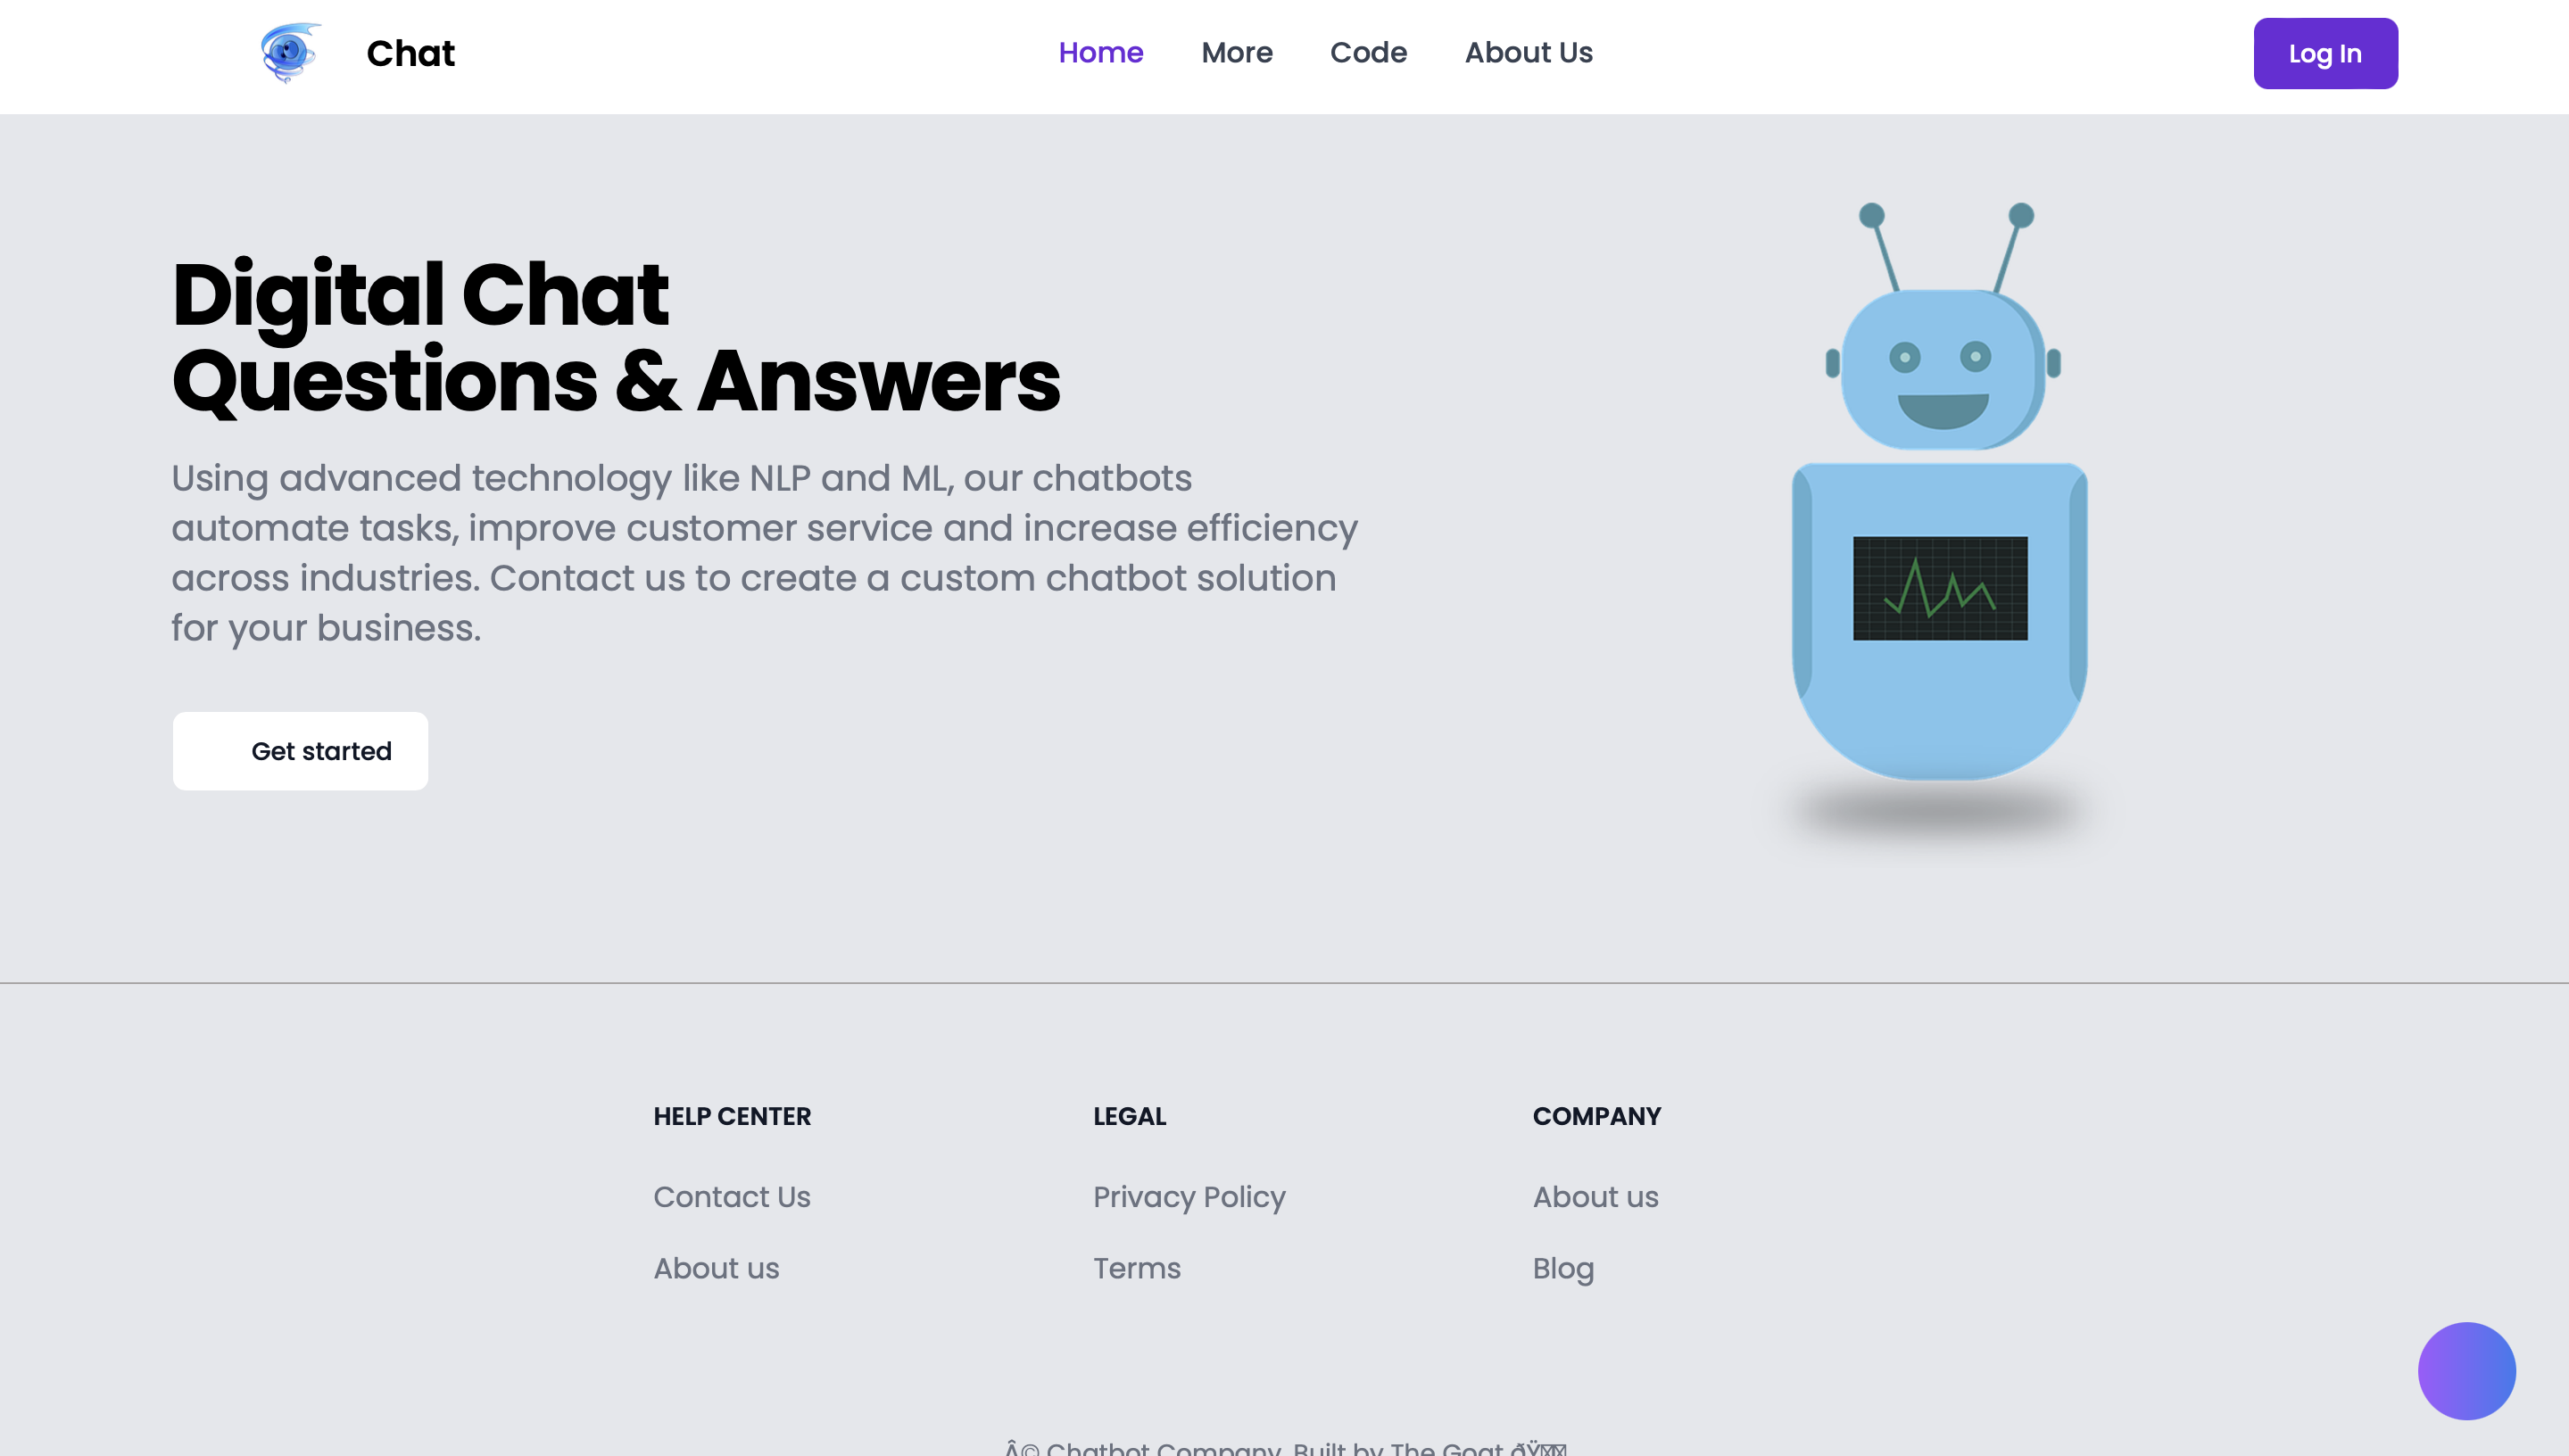 Chat
Home
More
Code
About Us
Log In
Digital Chat
Questions & Answers
Using advanced technology like NLP and ML, our chatbots
automate tasks, improve customer service and increase efficiency
across industries. Contact us to create a custom chatbot solution
for your business.
Get started
HELP CENTER
LEGAL
COMPANY
Contact Us
Privacy Policy
About us
About us
Terms
Blog
Â© Chatbot Company. Built by The Goat